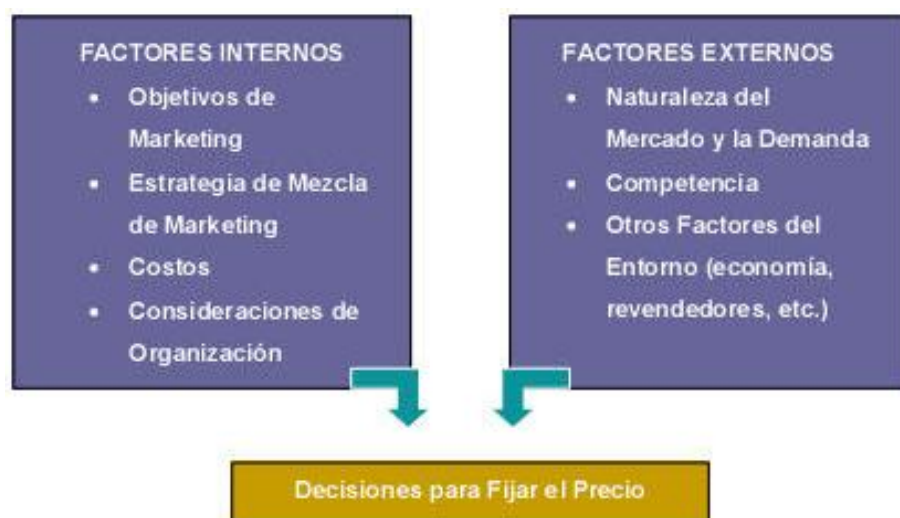 FACTORES INTERNOS
• Objetivos de
Marketing
• Estrategia de Mezcla
de Marketing
• Costos
• Consideraciones de
Organización
FACTORES EXTERNOS
• Naturaleza del
Mercado y la Demanda
• Competencia
• Otros Factores del
Entorno (economía,
revendedores, etc.)
Decisiones para Fijar el Precio